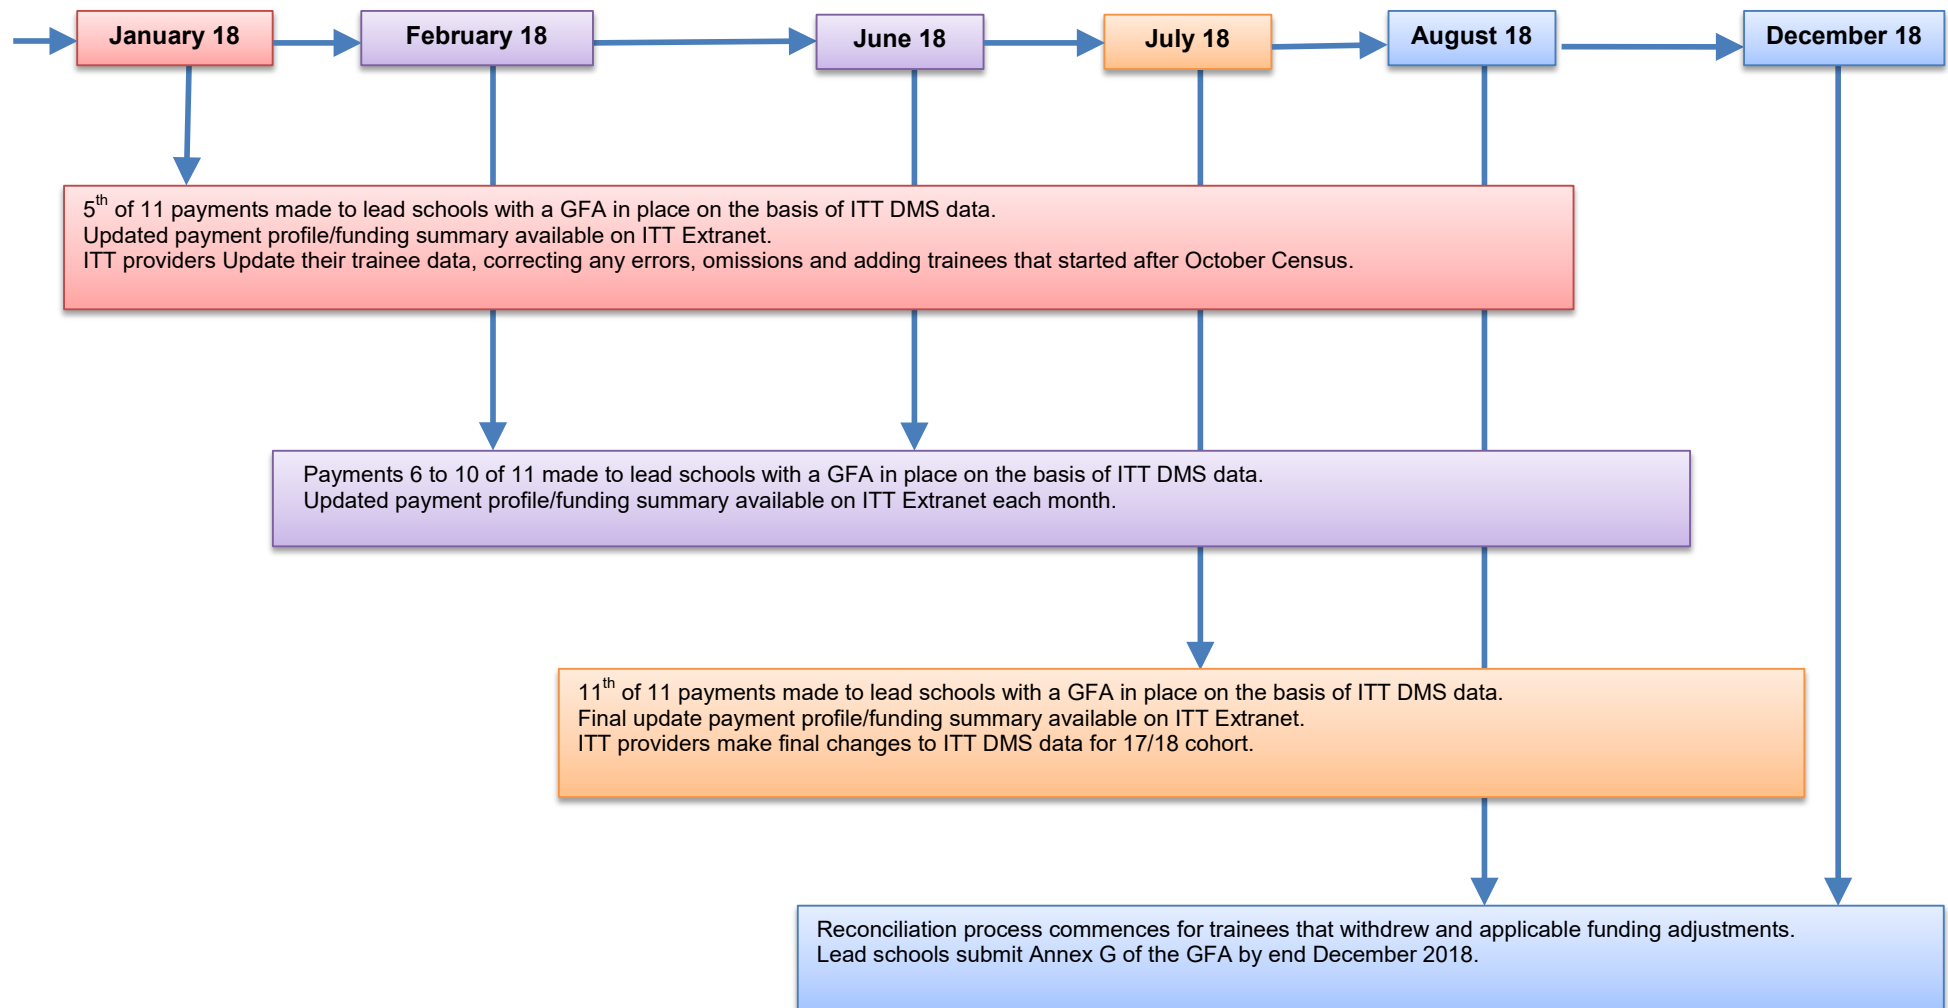 January 18
February 18
June 18
July 18
August 18
December 18
5th of 11 payments made to lead schools with a GFA in place on the basis of ITT DMS data.
Updated payment profile/funding summary available on ITT Extranet.
ITT providers Update their trainee data, correcting any errors, omissions and adding trainees that started after October Census.
Payments 6 to 10 of 11 made to lead schools with a GFA in place on the basis of ITT DMS data.
Updated payment profile/funding summary available on ITT Extranet each month.
11th of 11 payments made to lead schools with a GFA in place on the basis of ITT DMS data.
Final update payment profile/funding summary available on ITT Extranet.
ITT providers make final changes to ITT DMS data for 17/18 cohort.
Reconciliation process commences for trainees that withdrew and applicable funding adjustments.
Lead schools submit Annex G of the GFA by end December 2018.